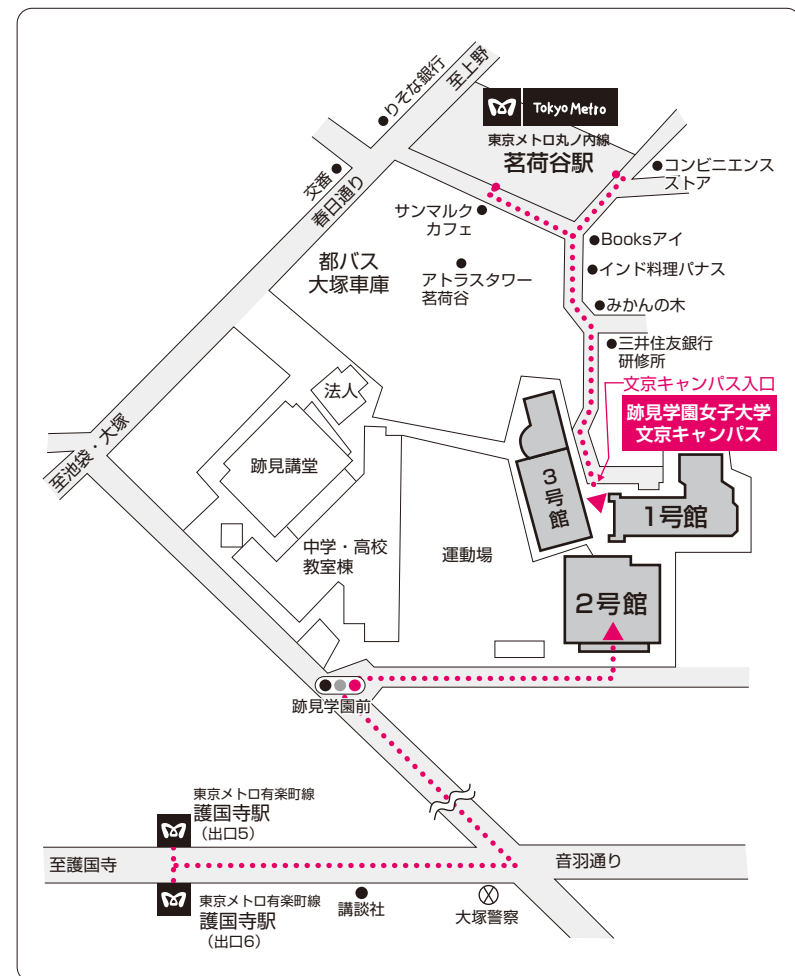 至上野
りそな銀行
Tokyo Metro
東京メトロ丸ノ内線
茗荷谷駅
コンビニエンス
ストア
交番
春日通り
サンマルク
カフェ
Booksアイ
都バス
大塚車庫
アトラスタワー
茗荷谷
インド料理パナス
みかんの木
三井住友銀行
研修所
文京キャンパス入口
跡見学園女子大学
文京キャンパス
法人
至池袋・大塚
跡見講堂
3号館
1号館
中学・高校
教室棟
運動場
2号館
跡見学園前
東京メトロ有楽町線
護国寺駅
(出口5)
至護国寺
音羽通り
東京メトロ有楽町線
護国寺駅
(出口6)
講談社
大塚警察